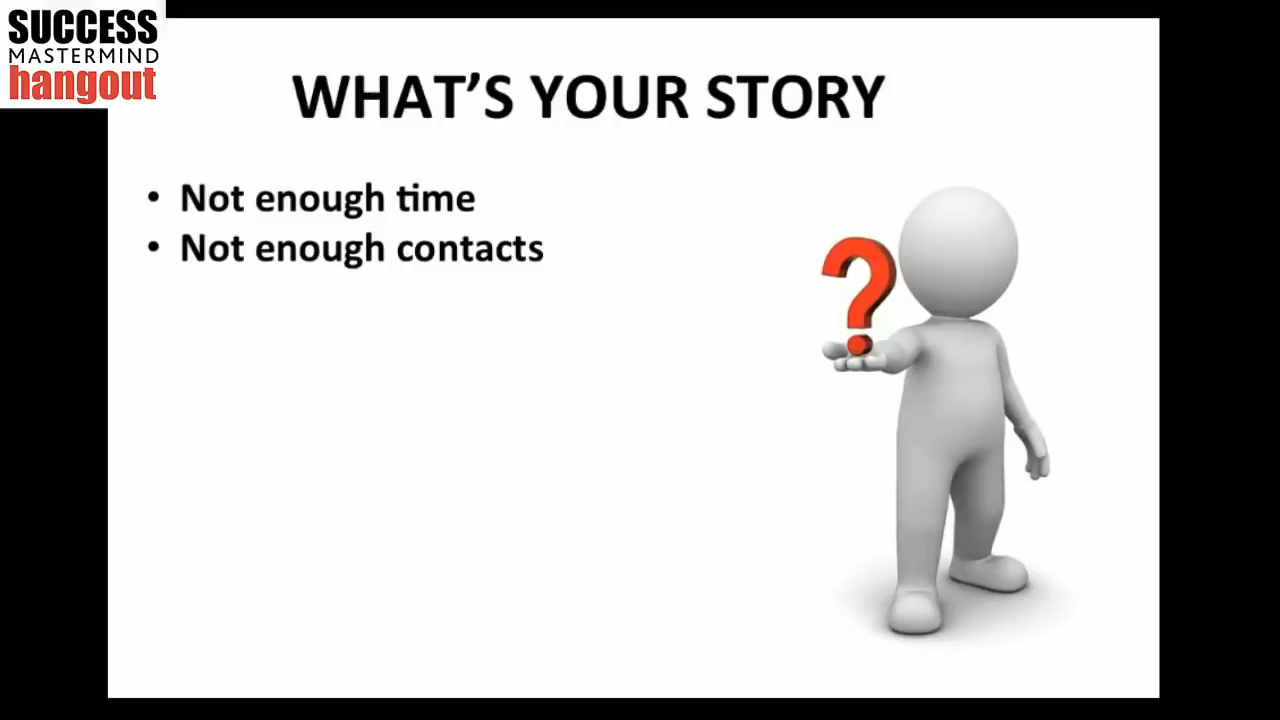 SUCCESS
MASTERMIND
hangout
WHAT'S YOUR STORY
• Not enough time
• Not enough contacts
?